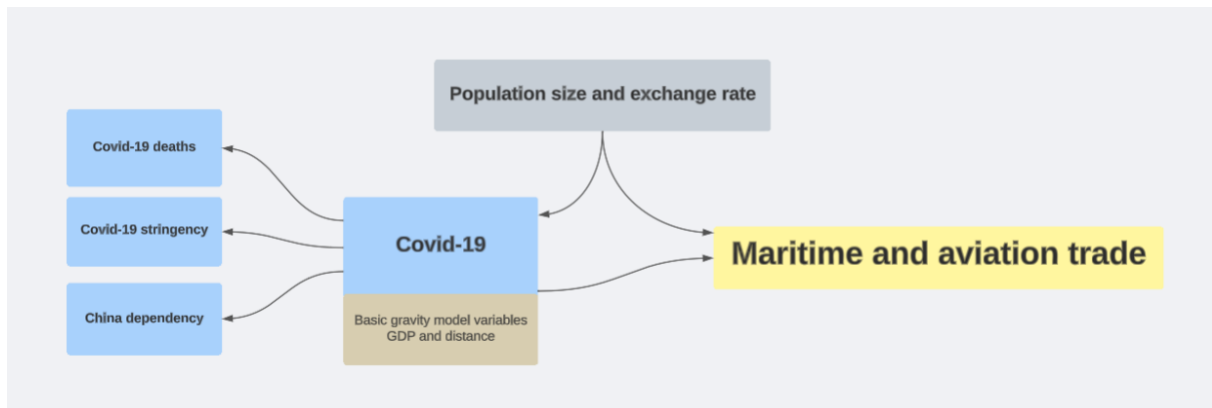 Population size and exchange rate
Covid-19 deaths
Covid-19 stringency
China dependency
Covid-19
Basic gravity model variables
GDP and distance
Maritime and aviation trade